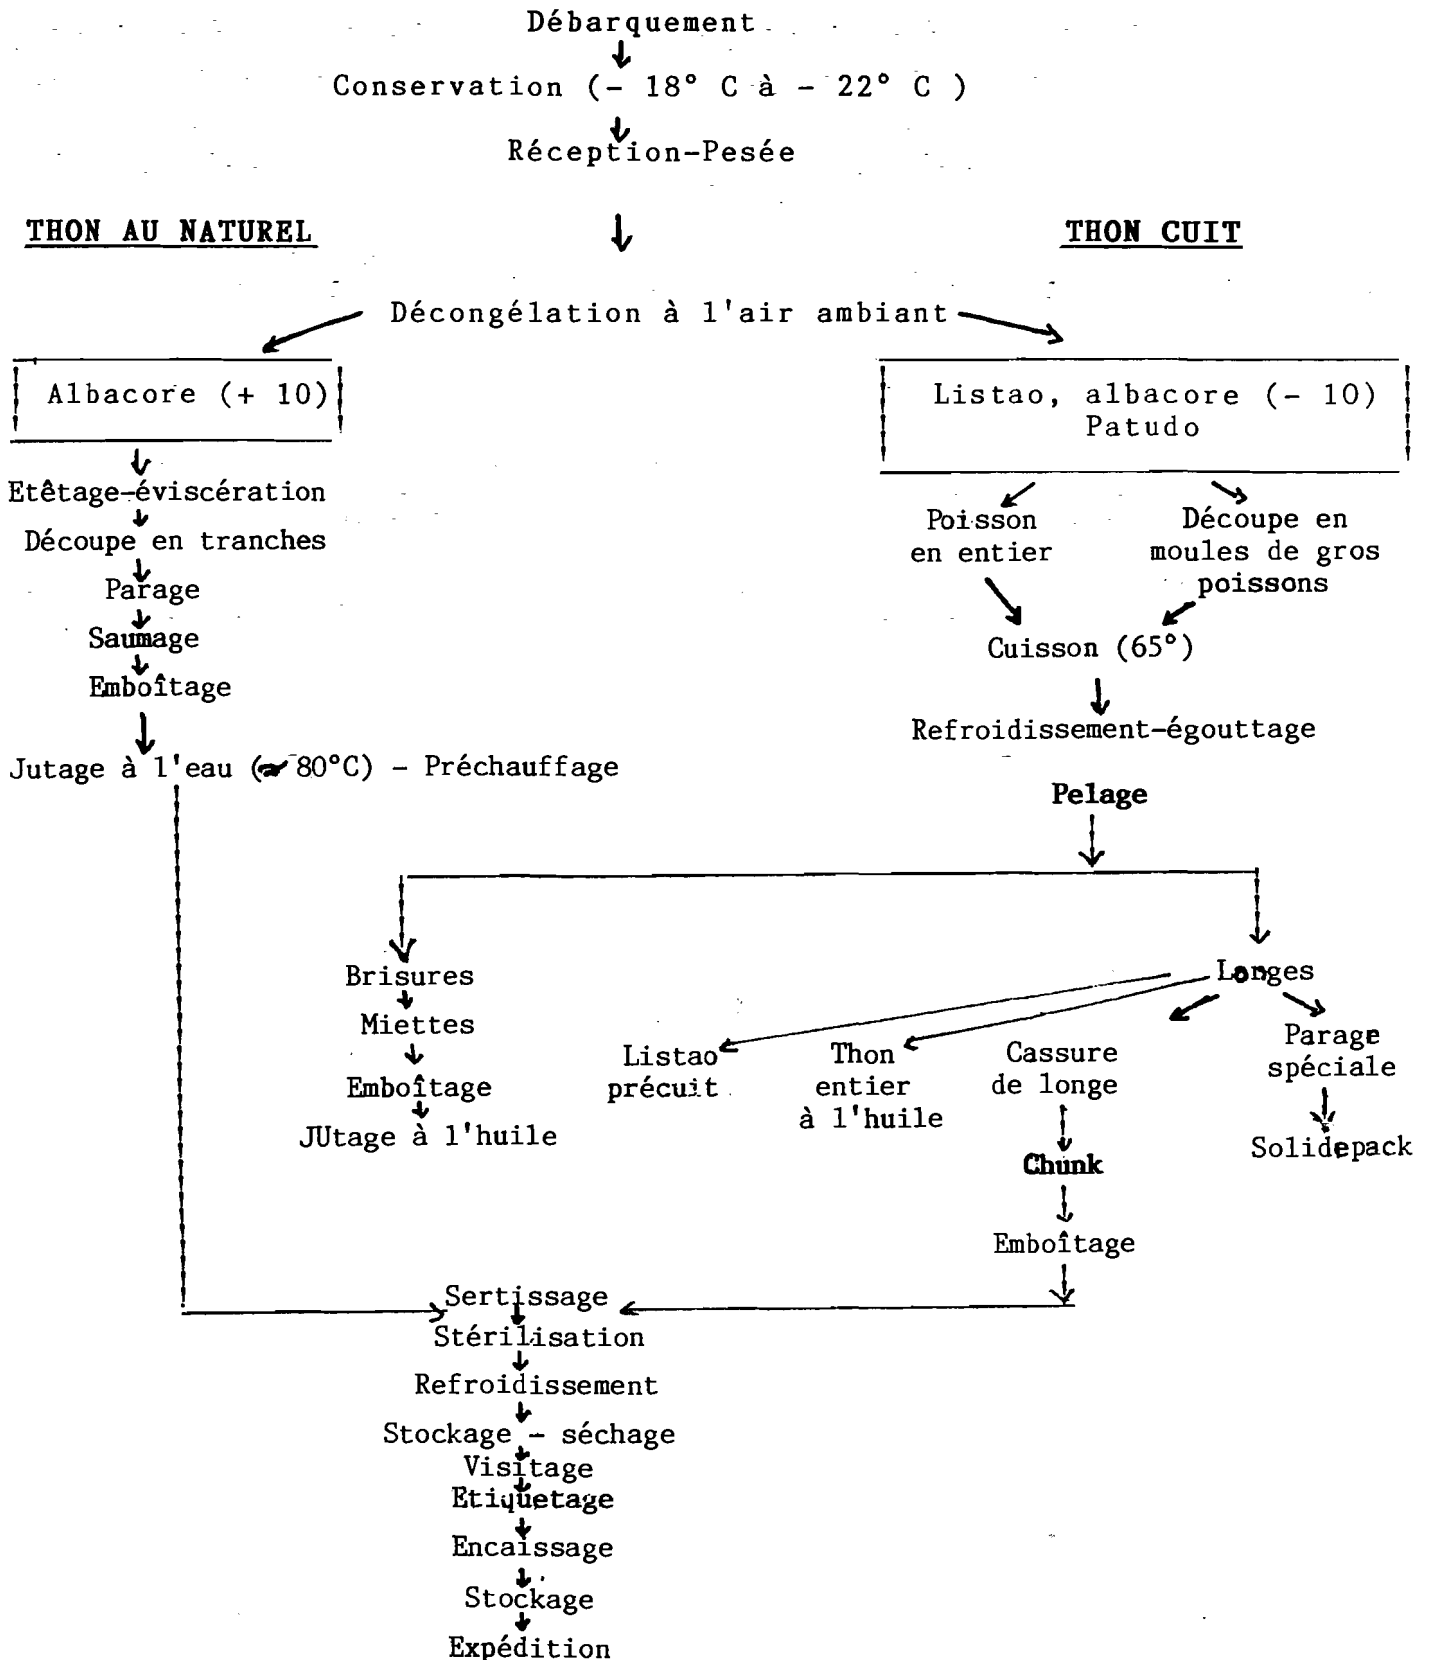 Débarquement
Conservation (- 18° C à - 22° C )
Réception-Pesée
THON AU NATUREL
THON CUIT
Décongélation à l'air ambiant
Albacore (+ 10)
Listao, albacore (- 10)
Patudo
Etêtage-éviscération
Découpe en tranches
Parage
Saumage
Emboîtage
Jutage à l'eau (≈ 80°C) - Préchauffage
Poisson
en entier
Découpe en
moules de gros
poissons
Cuisson (65°)
Refroidissement-égouttage
Pelage
Brisures
Miettes
Emboîtage
JUtage à l'huile
Longes
Listao
précuit
Thon
entier
à l'huile
Cassure
de longe
Chunk
Emboîtage
Parage
spéciale
Solidepack
Sertissage
Stérilisation
Refroidissement
Stockage - séchage
Visitage
Etiquetage
Encaissage
Stockage
Expédition